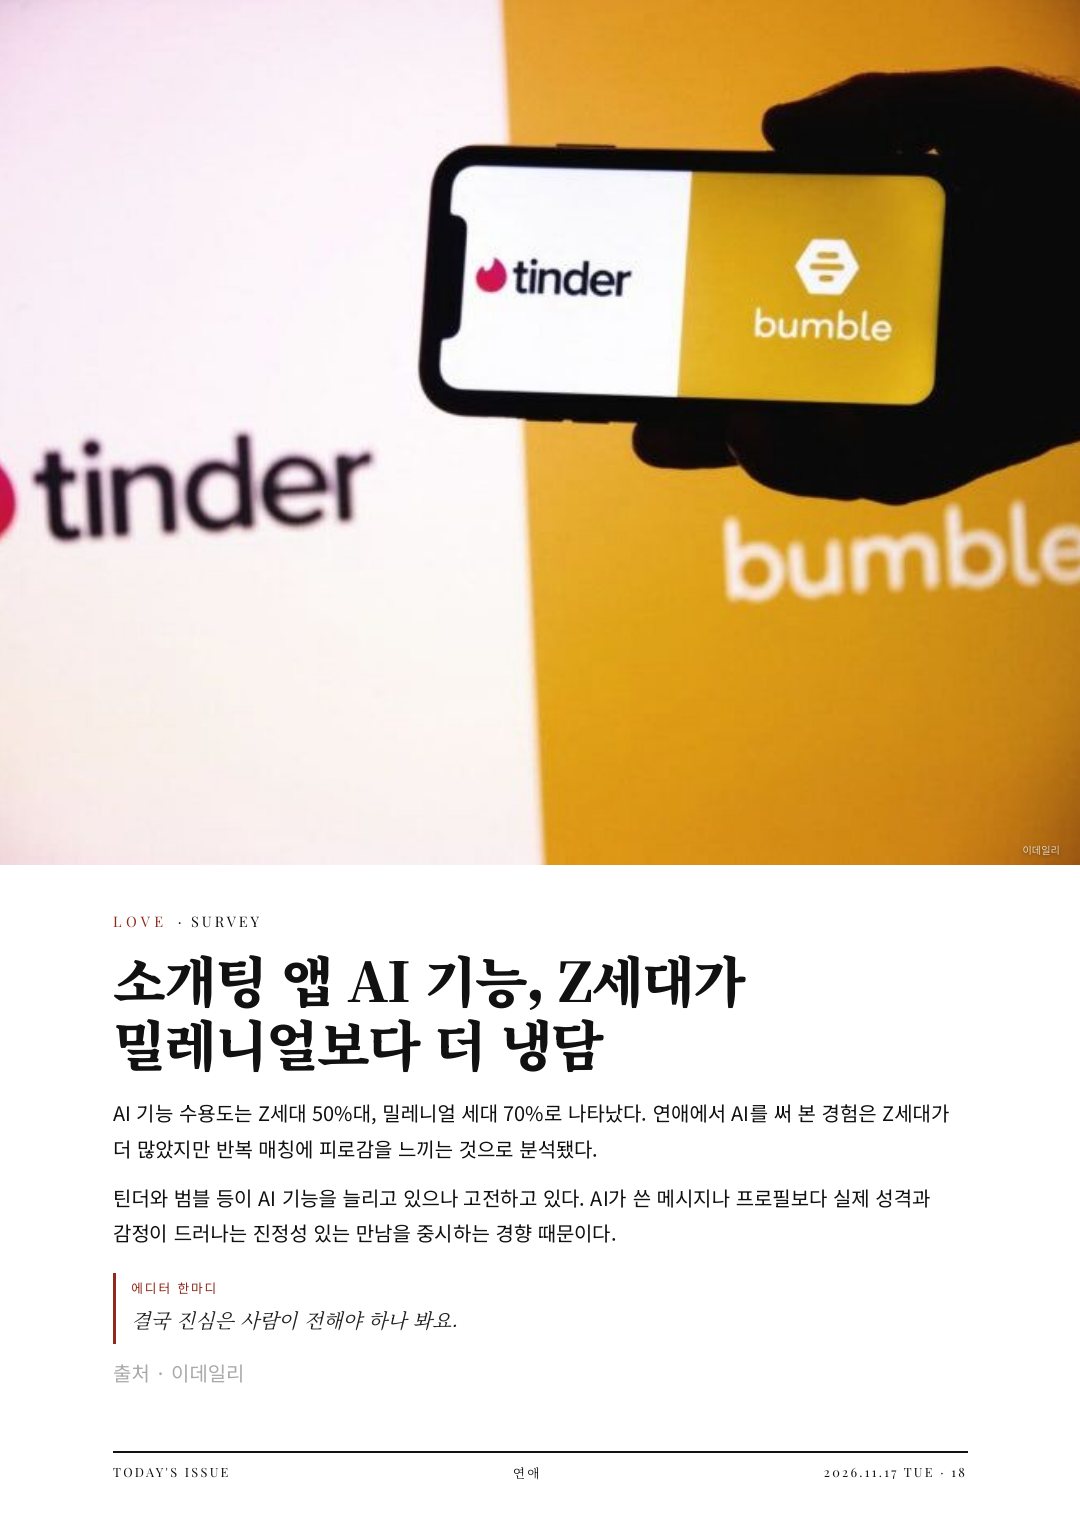 tinder
bumble
tinder
bumble
이데일리
LOVE · SURVEY
소개팅 앱 AI 기능, Z세대가
밀레니얼보다 더 냉담
AI 기능 수용도는 Z세대 50%대, 밀레니얼 세대 70%로 나타났다. 연애에서 AI를 써 본 경험은 Z세대가
더 많았지만 반복 매칭에 피로감을 느끼는 것으로 분석됐다.
틴더와 범블 등이 AI 기능을 늘리고 있으나 고전하고 있다. AI가 쓴 메시지나 프로필보다 실제 성격과
감정이 드러나는 진정성 있는 만남을 중시하는 경향 때문이다.
에디터 한마디
결국 진심은 사람이 전해야 하나 봐요.
출처 · 이데일리
TODAY'S ISSUE
연애
2026.11.17 TUE · 18